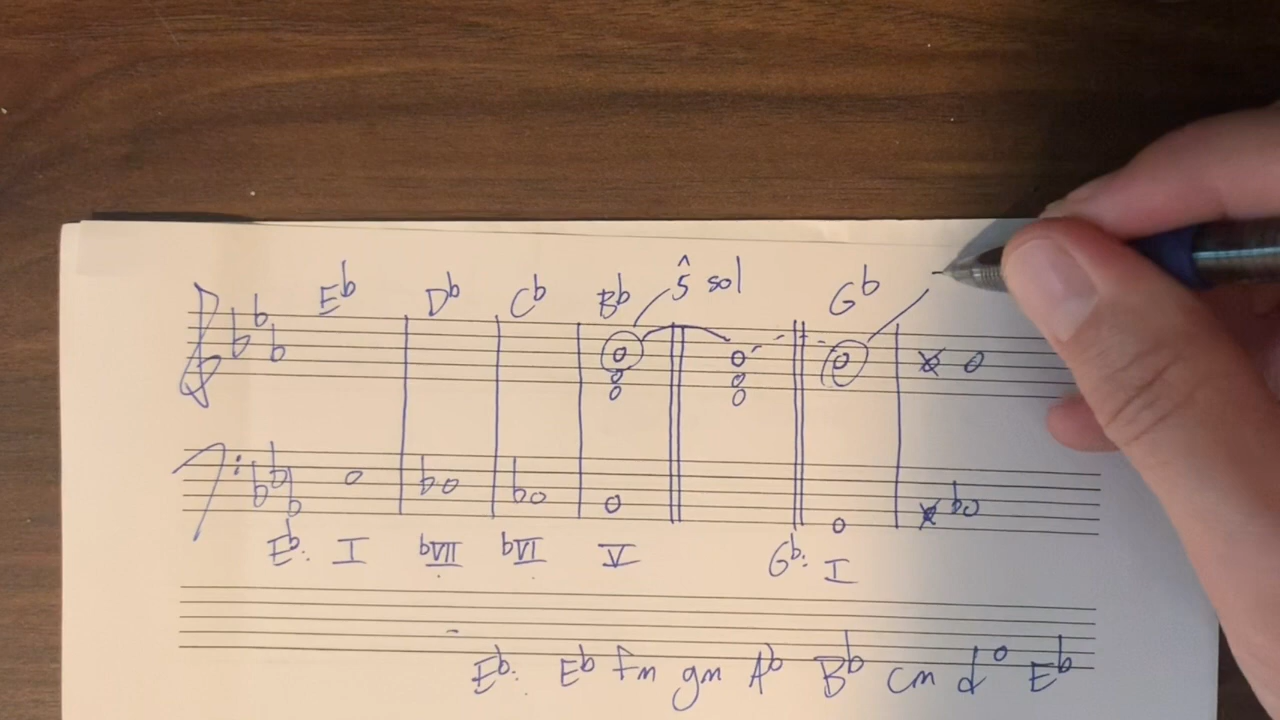 E♭ D♭ C♭ B♭ 5̂ sol G♭
E♭: I ♭VII ♭VI V G♭: I
E♭: E♭ fm gm A♭ B♭ cm d° E♭